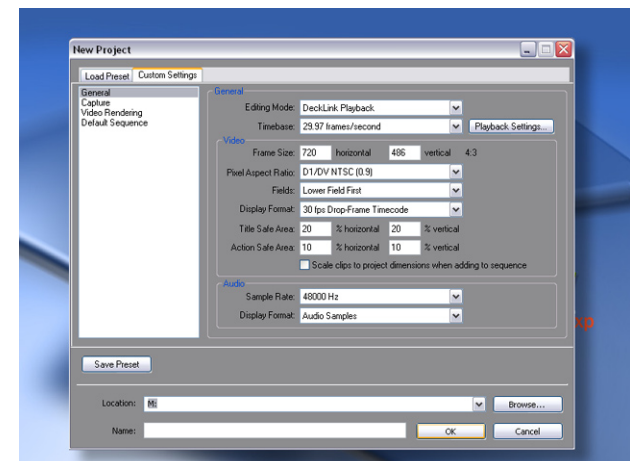 New Project
Load Preset Custom Settings
General
Capture
Video Rendering
Default Sequence
General
Editing Mode: DeckLink Playback
Timebase: 29.97 frames/second Playback Settings...
Video
Frame Size: 720 horizontal 486 vertical 4:3
Pixel Aspect Ratio: D1/DV NTSC (0.9)
Fields: Lower Field First
Display Format: 30 fps Drop-Frame Timecode
Title Safe Area: 20 % horizontal 20 % vertical
Action Safe Area: 10 % horizontal 10 % vertical
Scale clips to project dimensions when adding to sequence
Audio
Sample Rate: 48000 Hz
Display Format: Audio Samples
xp
Save Preset
Location: M: Browse...
Name: OK Cancel